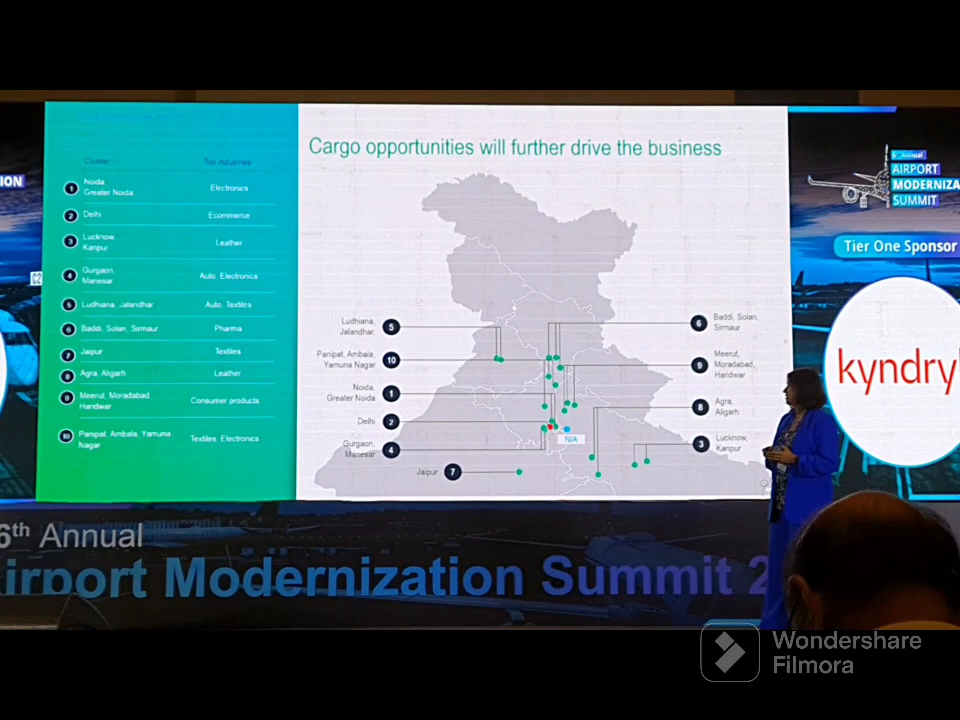 Cargo opportunities will further drive the business
Cluster Top industries
1 Noida
Greater Noida Electronics
2 Delhi Ecommerce
3 Lucknow,
Kanpur Leather
4 Gurgaon,
Manesar Auto, Electronics
5 Ludhiana, Jalandhar Auto, Textiles
6 Baddi, Solan, Sirmaur Pharma
7 Jaipur Textiles
8 Agra, Aligarh Leather
9 Meerut, Moradabad,
Haridwar Consumer products
10 Panipat, Ambala, Yamuna
Nagar Textiles, Electronics
Ludhiana,
Jalandhar, 5
Panipat, Ambala,
Yamuna Nagar 10
Noida,
Greater Noida 1
Delhi 2
Gurgaon,
Manesar 4
Jaipur 7
NIA
6 Baddi, Solan,
Sirmaur
9 Meerut,
Moradabad,
Haridwar
8 Agra,
Aligarh
3 Lucknow,
Kanpur
ION
C2
6th Annual
AIRPORT
MODERNIZA
SUMMIT
Tier One Sponsor
kyndryl
6th Annual
irport Modernization Summit 2
Wondershare
Filmora